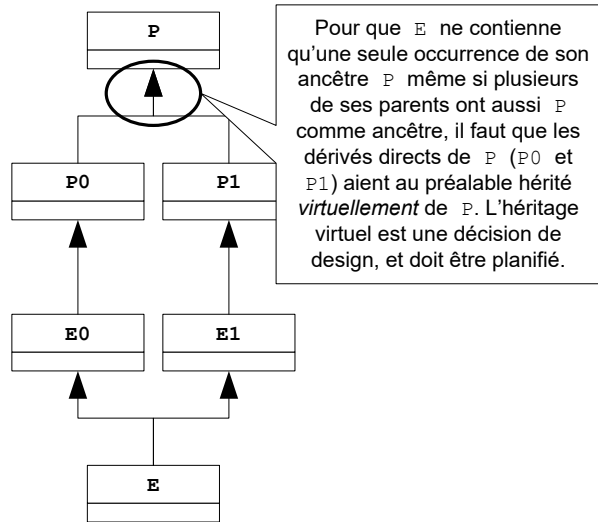 P
Pour que E ne contienne
qu’une seule occurrence de son
ancêtre P même si plusieurs
de ses parents ont aussi P
comme ancêtre, il faut que les
dérivés directs de P (P0 et
P1) aient au préalable hérité
virtuellement de P. L’héritage
virtuel est une décision de
design, et doit être planifié.
P0
P1
E0
E1
E